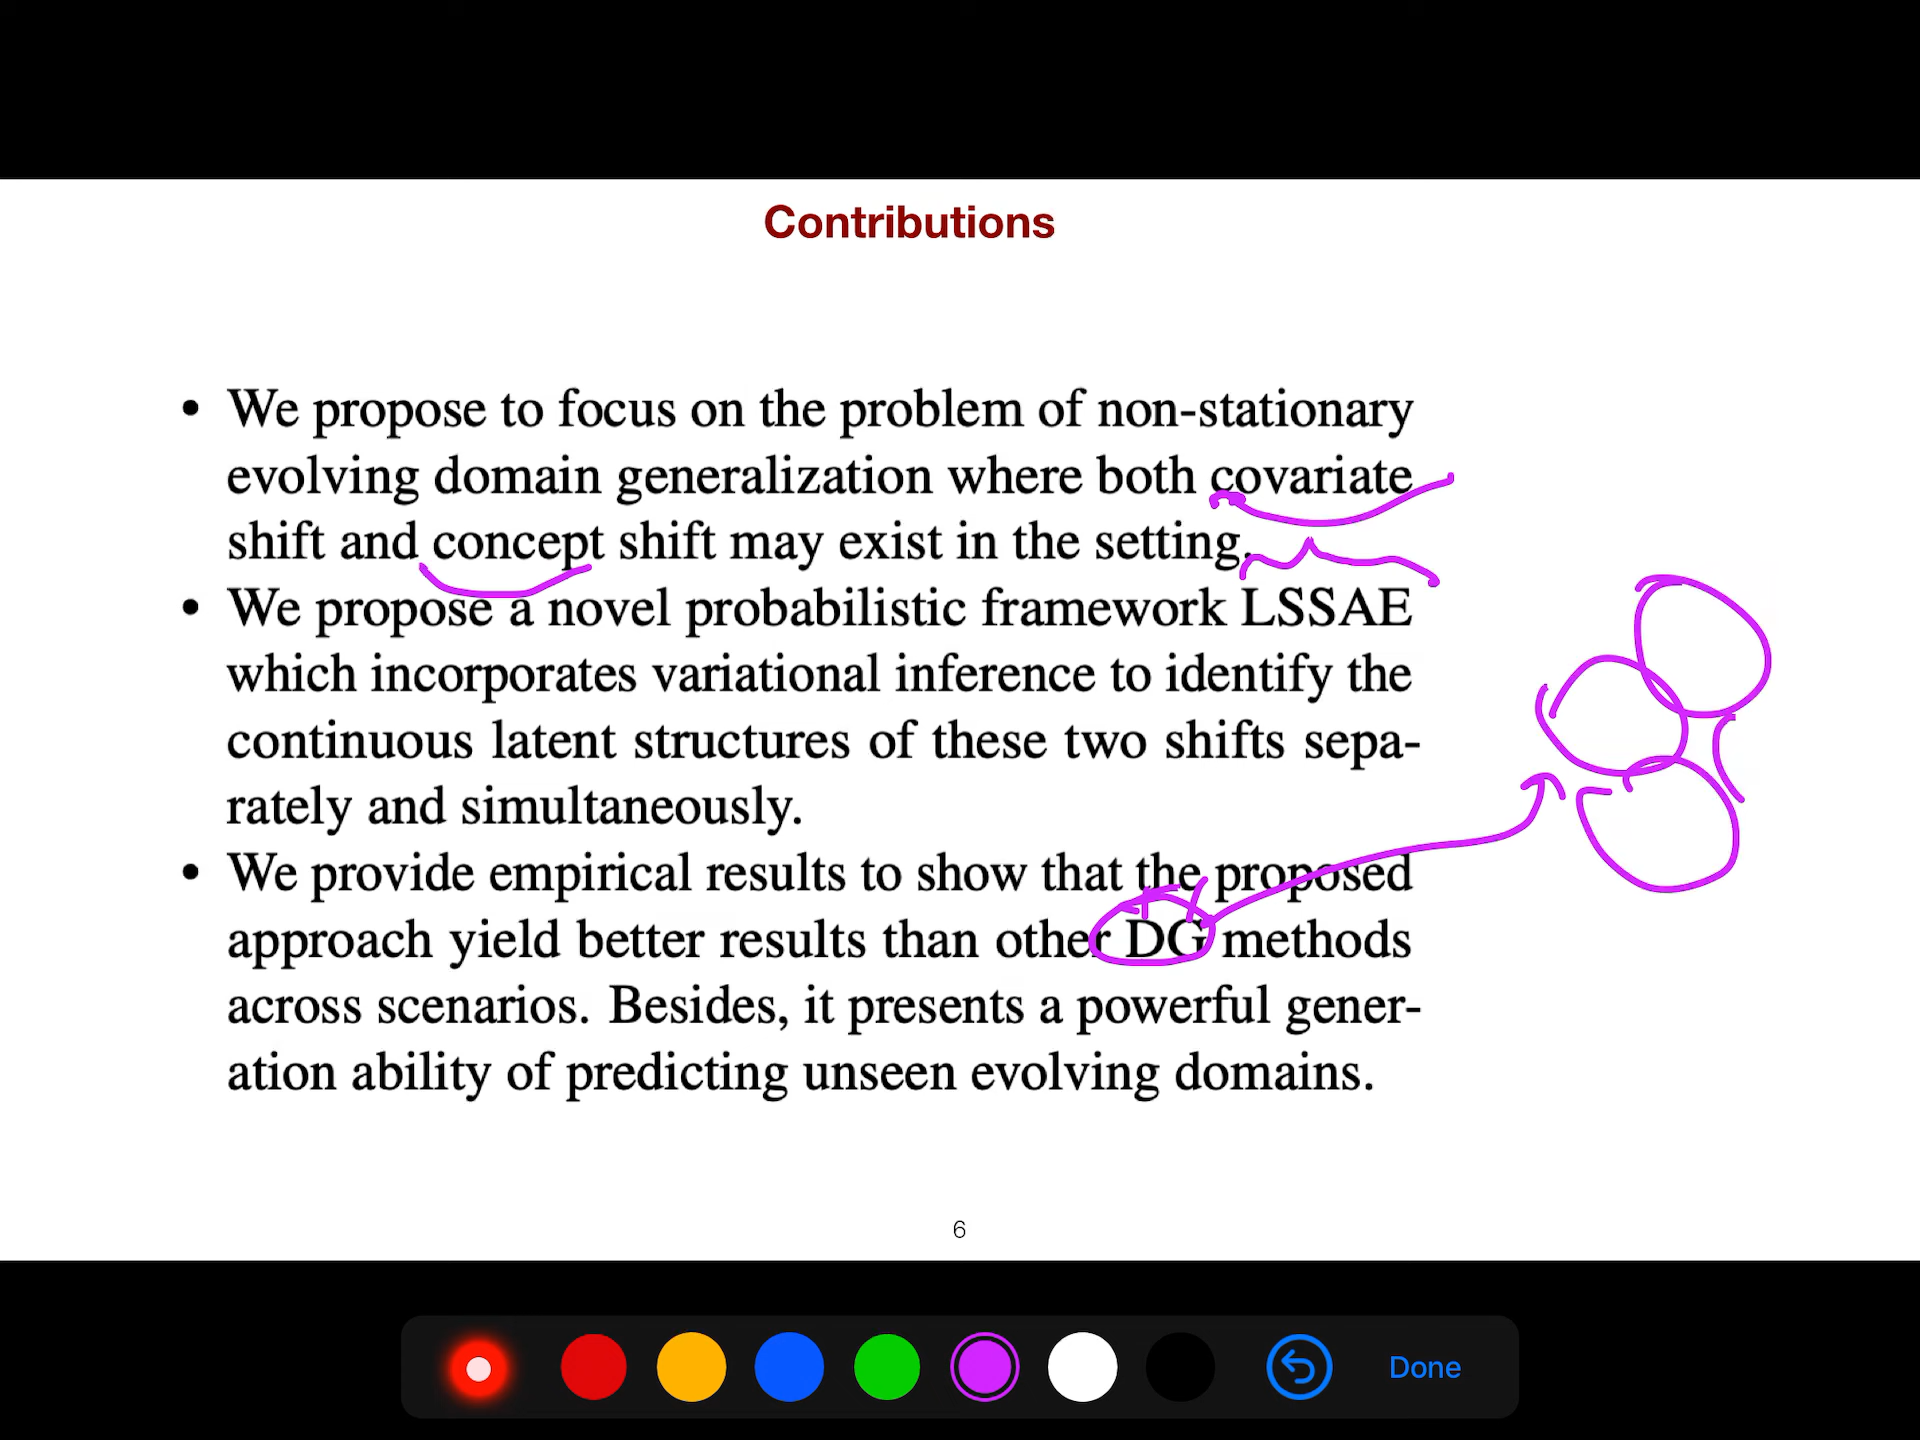 Contributions
• We propose to focus on the problem of non-stationary
evolving domain generalization where both covariate
shift and concept shift may exist in the setting.
• We propose a novel probabilistic framework LSSAE
which incorporates variational inference to identify the
continuous latent structures of these two shifts sepa-
rately and simultaneously.
• We provide empirical results to show that the proposed
approach yield better results than other DG methods
across scenarios. Besides, it presents a powerful gener-
ation ability of predicting unseen evolving domains.
6
Done